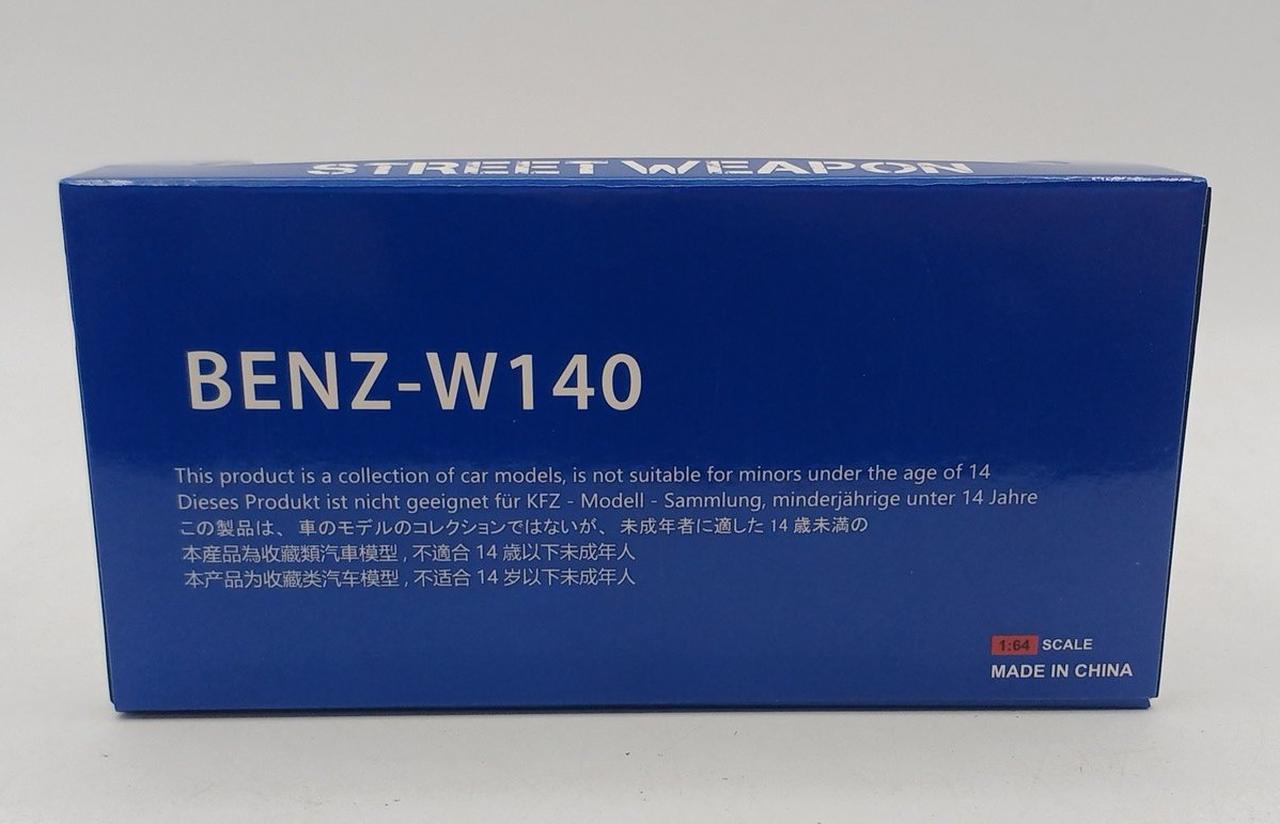 STREET WEAPON
BENZ-W140
This product is a collection of car models, is not suitable for minors under the age of 14
Dieses Produkt ist nicht geeignet für KFZ - Modell - Sammlung, minderjährige unter 14 Jahre
この製品は、車のモデルのコレクションではないが、未成年者に適した 14 歳未満の
本產品為收藏類汽車模型 , 不適合 14 歲以下未成年人
本产品为收藏类汽车模型 , 不适合 14 岁以下未成年人
1:64 SCALE
MADE IN CHINA